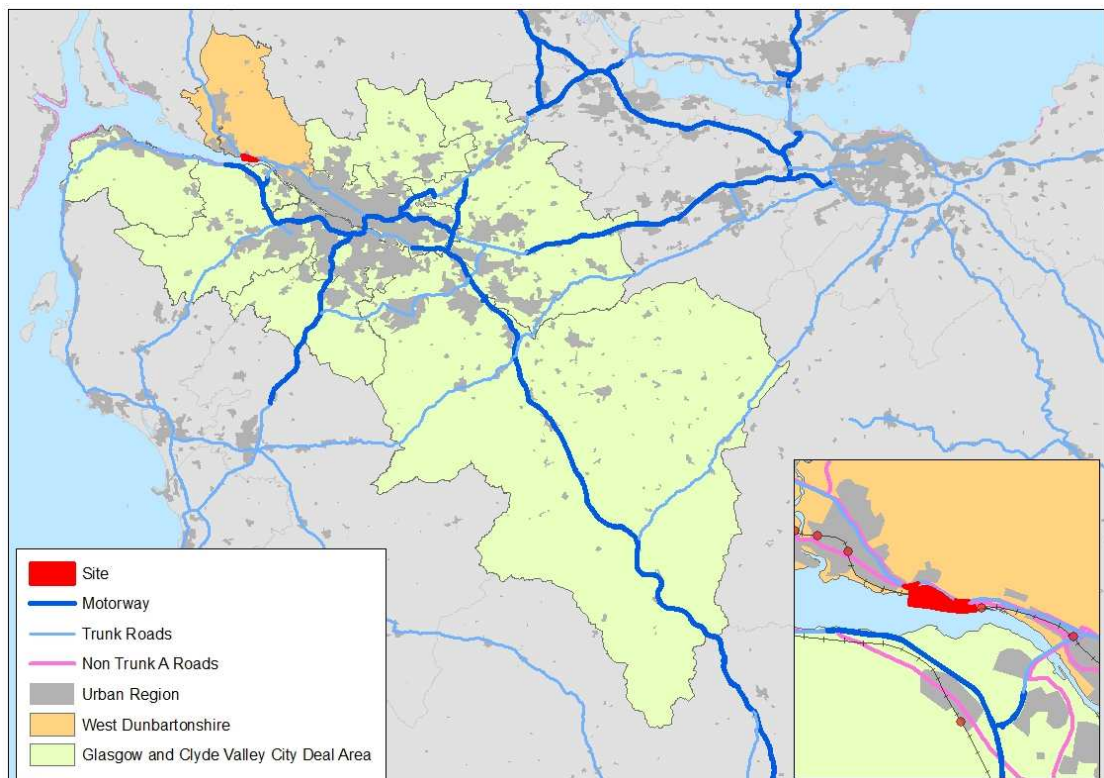 Site
Motorway
Trunk Roads
Non Trunk A Roads
Urban Region
West Dunbartonshire
Glasgow and Clyde Valley City Deal Area